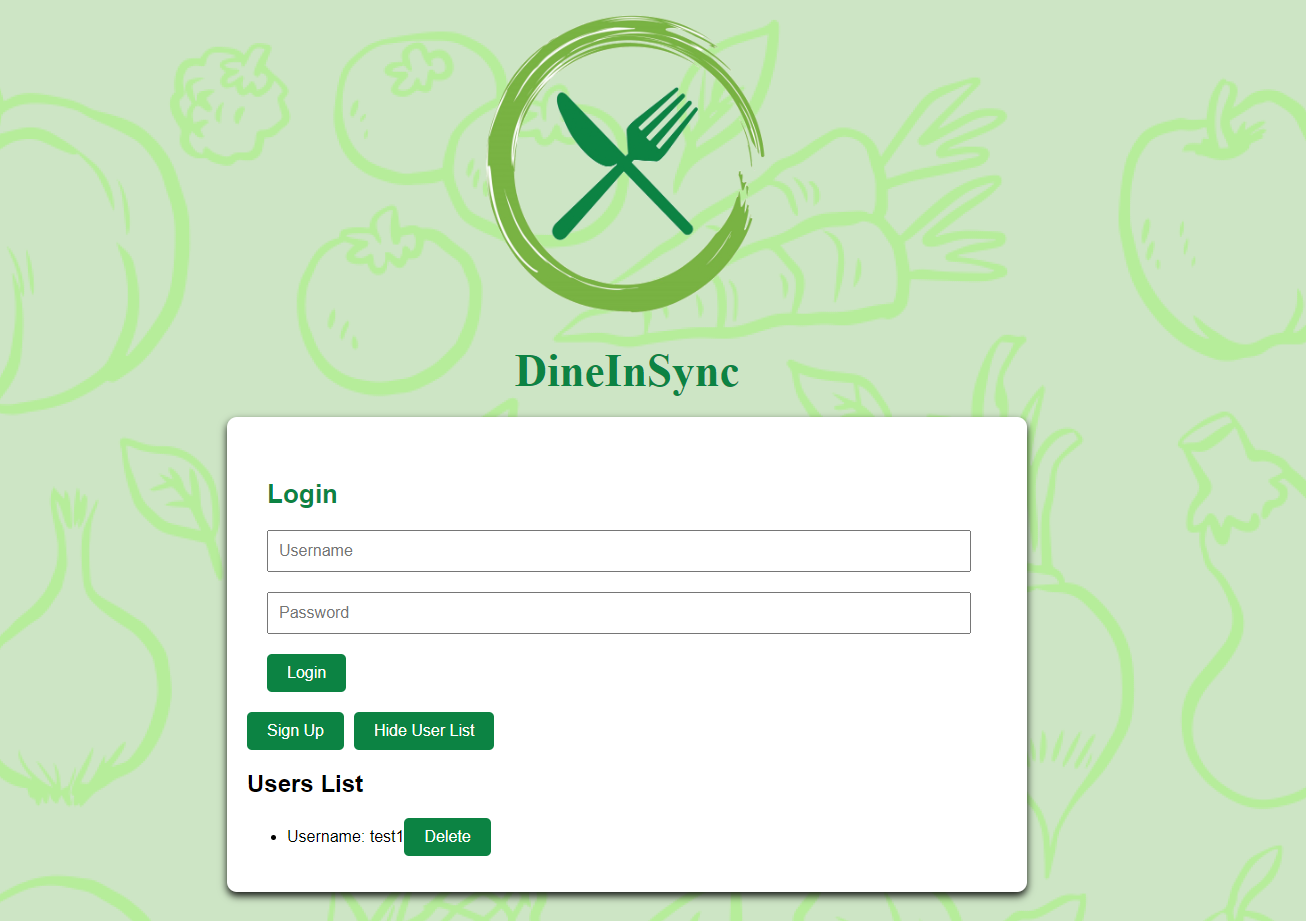 DineInSync
Login
Username
Password
Login
Sign Up Hide User List
Users List
Username: test1 Delete